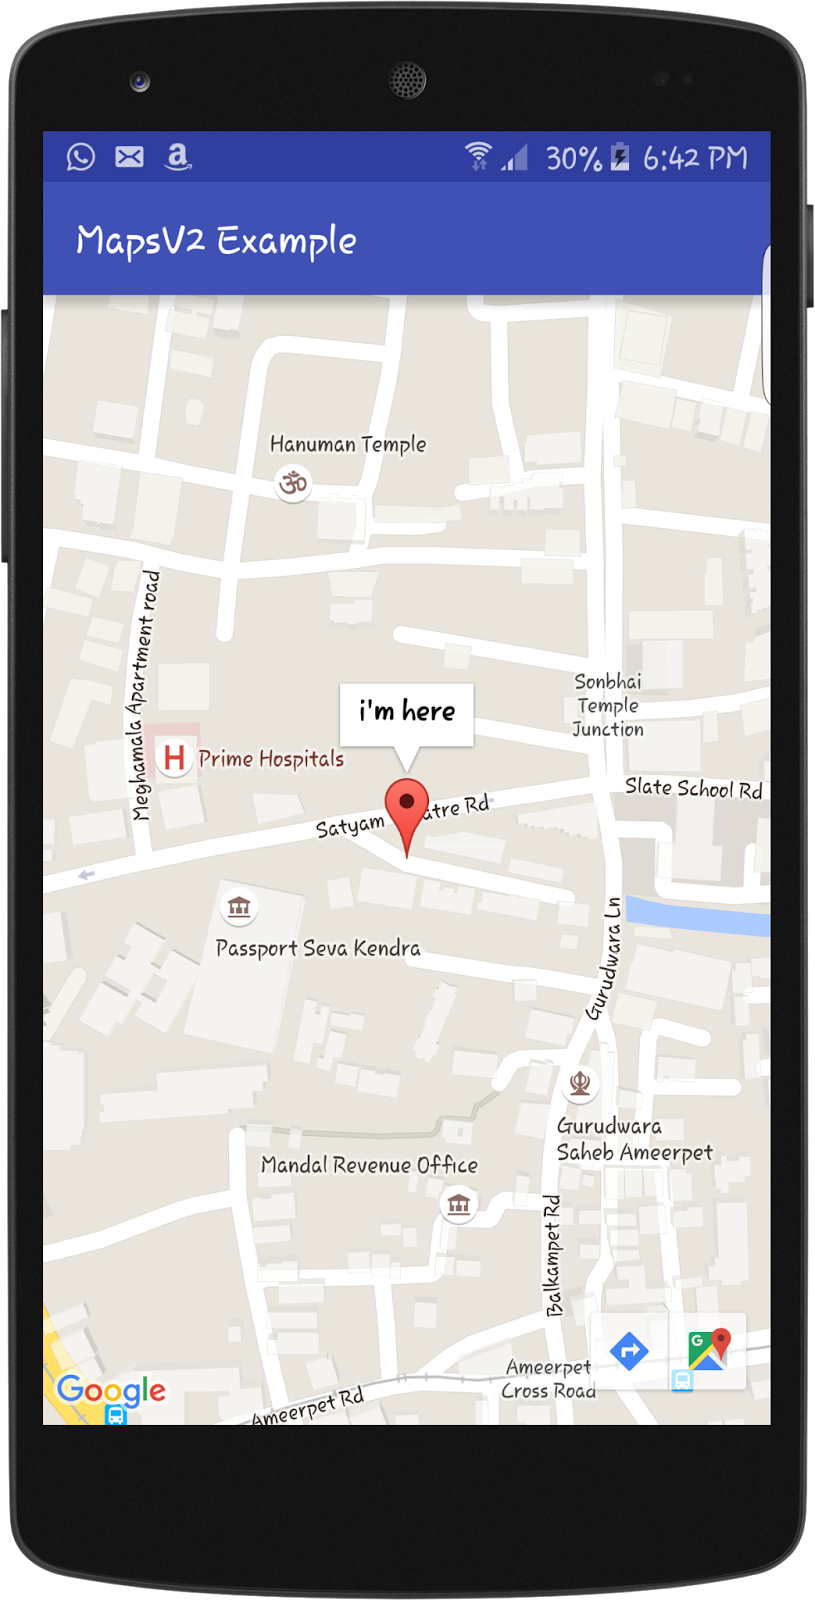 30% 6:42 PM
MapsV2 Example
Hanuman Temple
Meghamala Apartment road
Sonbhai
Temple
Junction
i'm here
H Prime Hospitals
Slate School Rd
Satyam atre Rd
Passport Seva Kendra
Gurudwara Ln
Gurudwara
Saheb Ameerpet
Mandal Revenue Office
Balkampet Rd
Ameerpet
Cross Road
G
Google
Ameerpet Rd